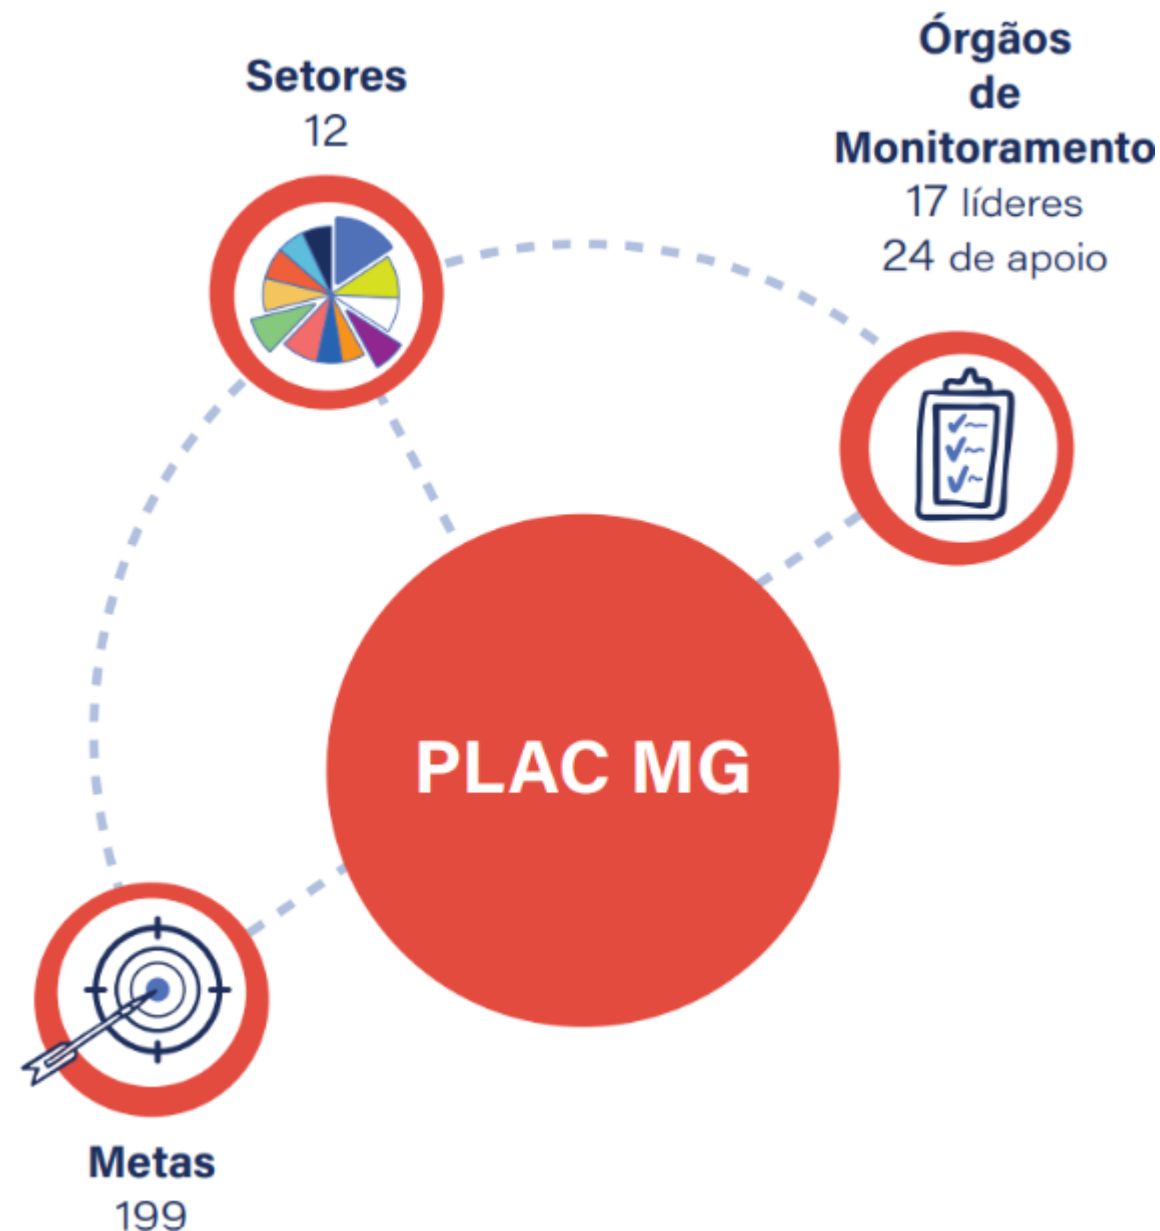 Setores
12
Órgãos
de
Monitoramento
17 líderes
24 de apoio
PLAC MG
Metas
199